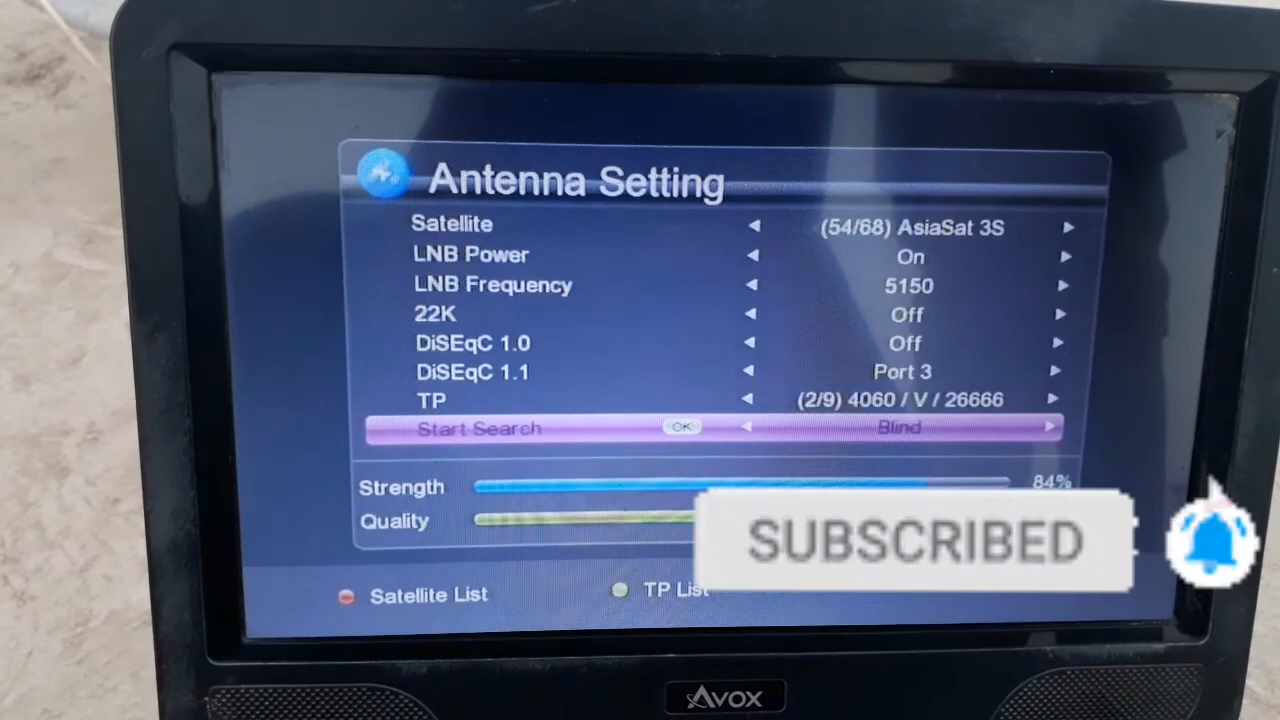 Antenna Setting
Satellite (54/68) AsiaSat 3S
LNB Power On
LNB Frequency 5150
22K Off
DiSEqC 1.0 Off
DiSEqC 1.1 Port 3
TP (2/9) 4060 / V / 26666
Start Search OK Blind
Strength 84%
Quality
SUBSCRIBED
Satellite List TP List
AVOX